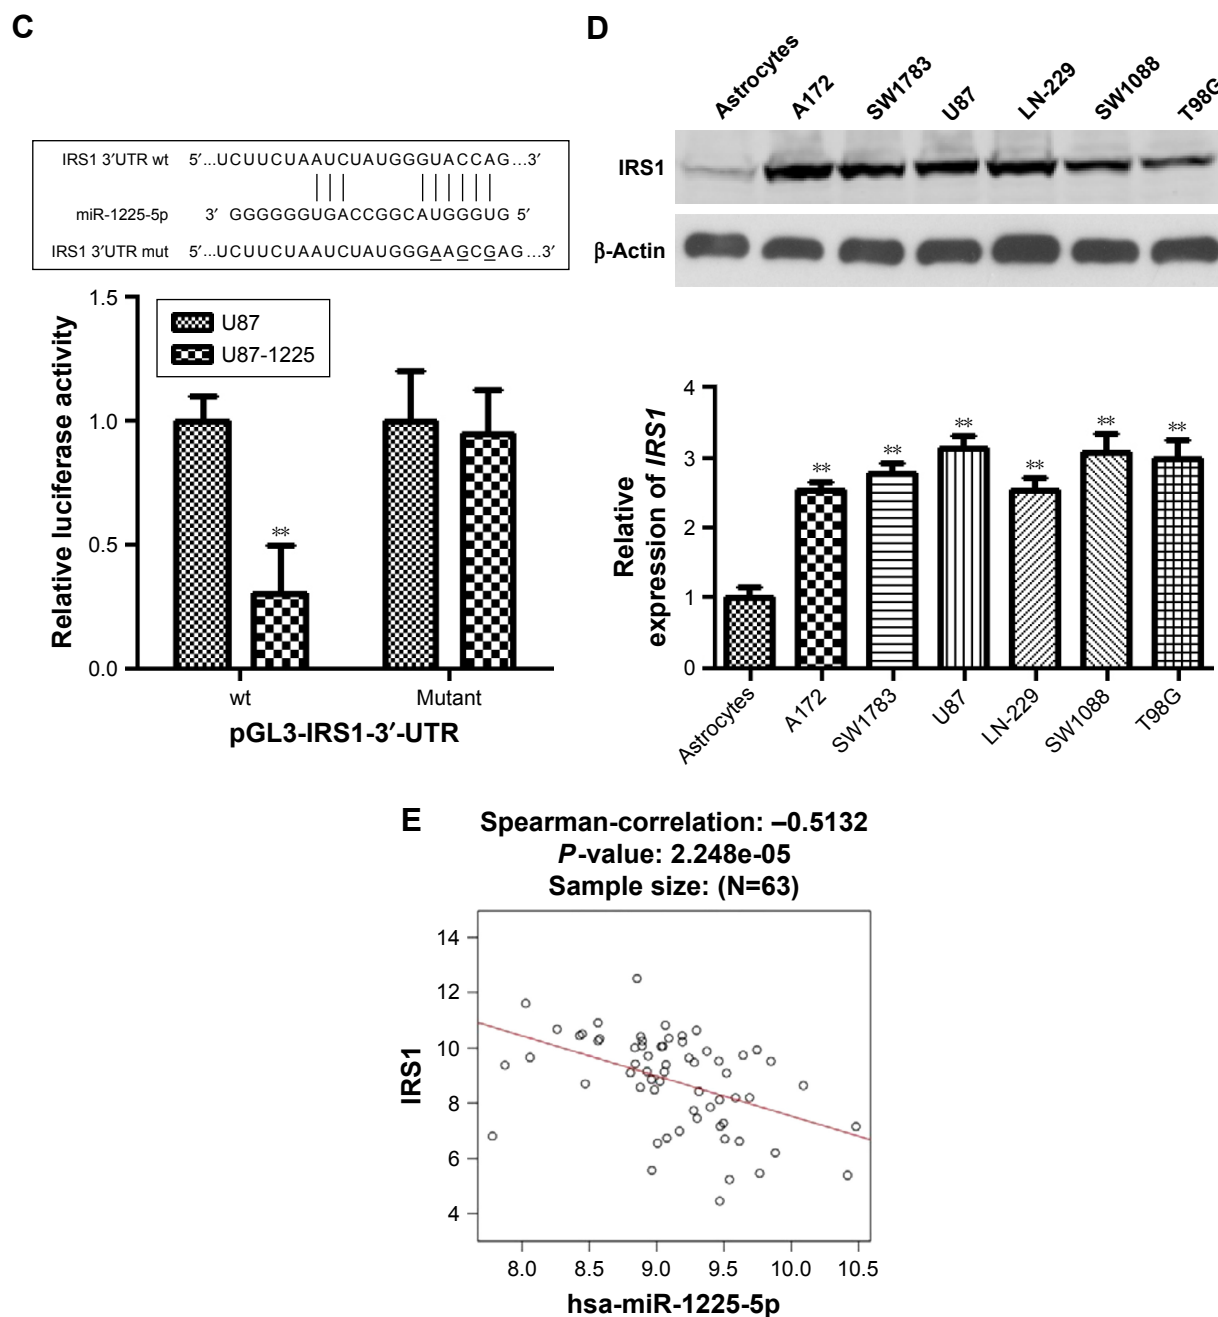 C
IRS1 3′UTR wt 5′...UCUUCUAAUCUAUGGGUACCAG...3′
miR-1225-5p 3′ GGGGGGUGACCGGCAUGGGUG 5′
IRS1 3′UTR mut 5′...UCUUCUAAUCUAUGGGAAGCGAG...3′
Relative luciferase activity
1.5
1.0
0.5
0.0
U87
U87-1225
**
wt
Mutant
pGL3-IRS1-3′-UTR
D
Astrocytes
A172
SW1783
U87
LN-229
SW1088
T98G
IRS1
β-Actin
Relative
expression of IRS1
4
3
2
1
0
**
**
**
**
**
**
Astrocytes
A172
SW1783
U87
LN-229
SW1088
T98G
E
Spearman-correlation: –0.5132
P-value: 2.248e-05
Sample size: (N=63)
IRS1
14
12
10
8
6
4
8.0 8.5 9.0 9.5 10.0 10.5
hsa-miR-1225-5p